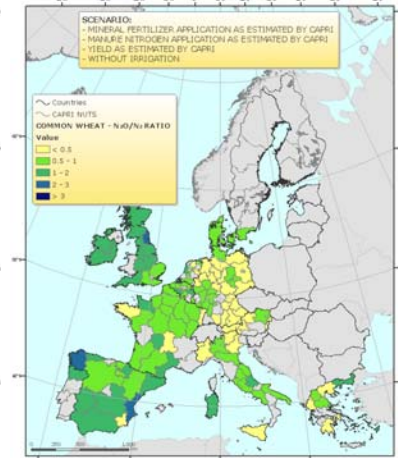 SCENARIO:
- MINERAL FERTILIZER APPLICATION AS ESTIMATED BY CAPRI
- MANURE NITROGEN APPLICATION AS ESTIMATED BY CAPRI
- YIELD AS ESTIMATED BY CAPRI
- WITHOUT IRRIGATION
Countries
CAPRI NUTS
COMMON WHEAT - N2O/N2 RATIO
Value
< 0.5
0.5 - 1
1 - 2
2 - 3
> 3